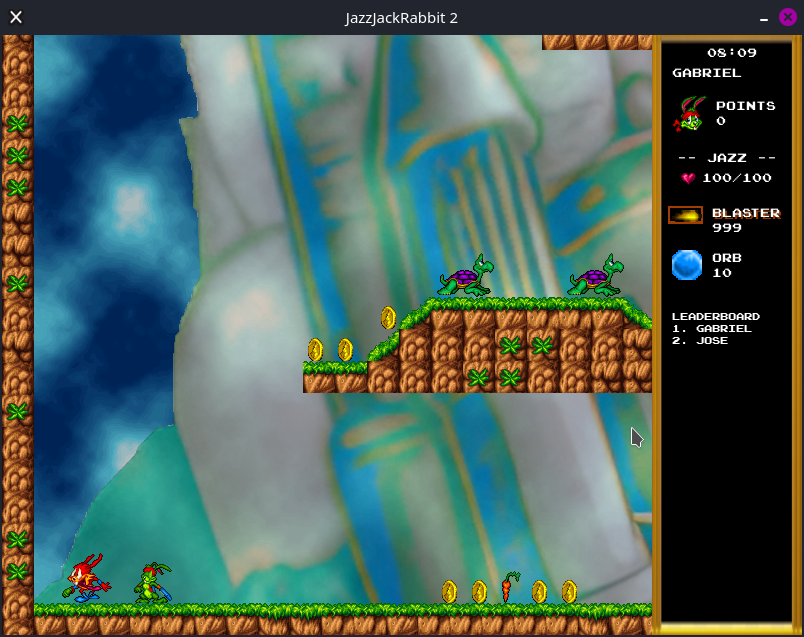 JazzJackRabbit 2
08:09
GABRIEL
POINTS
0
-- JAZZ --
100/100
BLASTER
999
ORB
10
LEADERBOARD
1. GABRIEL
2. JOSE